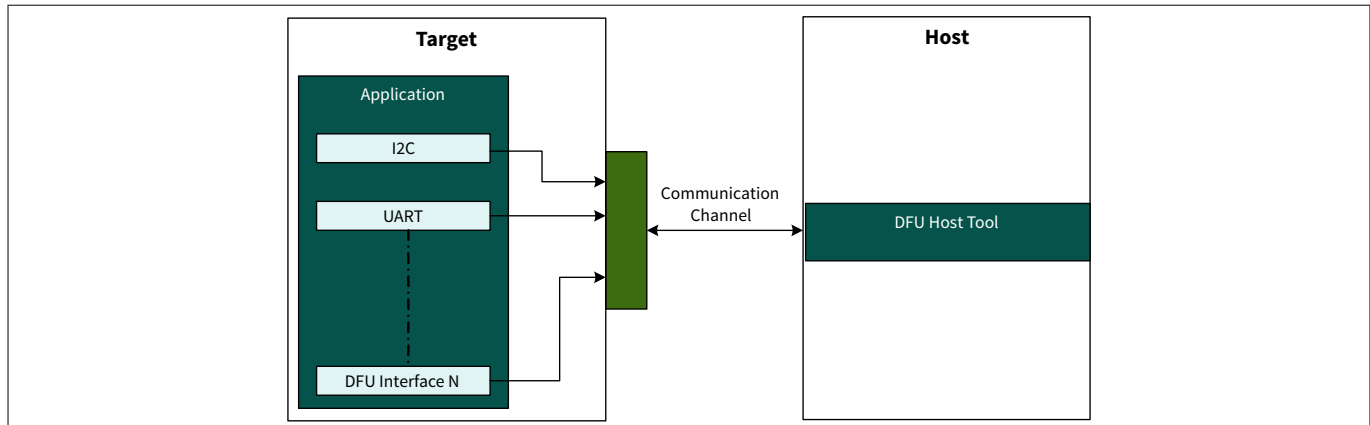 Target
Application
I2C
UART
DFU Interface N
Communication
Channel
Host
DFU Host Tool